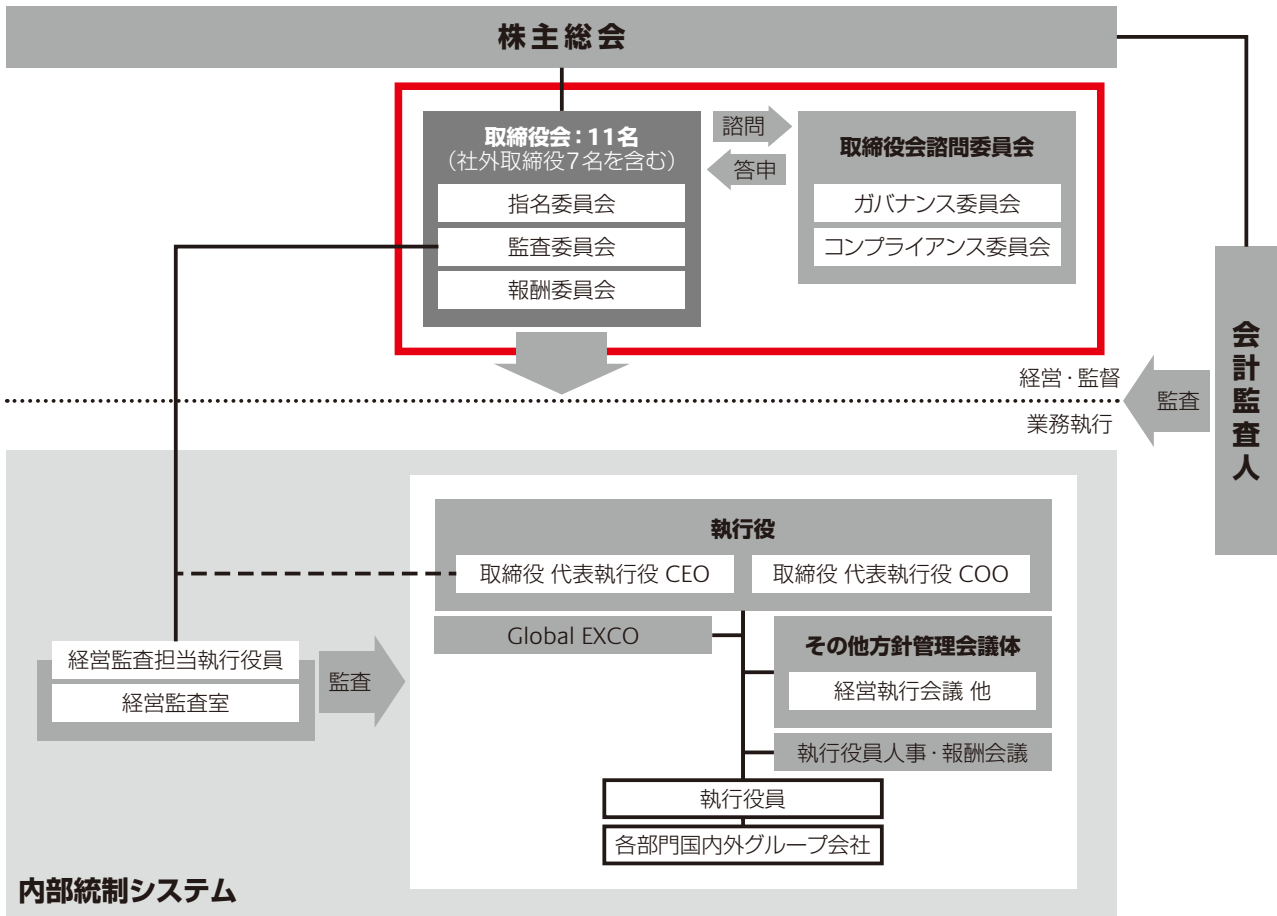 株主総会
取締役会：11名
（社外取締役7名を含む）
指名委員会
監査委員会
報酬委員会
諮問
答申
取締役会諮問委員会
ガバナンス委員会
コンプライアンス委員会
会計監査人
監査
経営・監督
業務執行
執行役
取締役 代表執行役 CEO
取締役 代表執行役 COO
Global EXCO
その他方針管理会議体
経営執行会議 他
執行役員人事・報酬会議
執行役員
各部門国内外グループ会社
経営監査担当執行役員
経営監査室
監査
内部統制システム